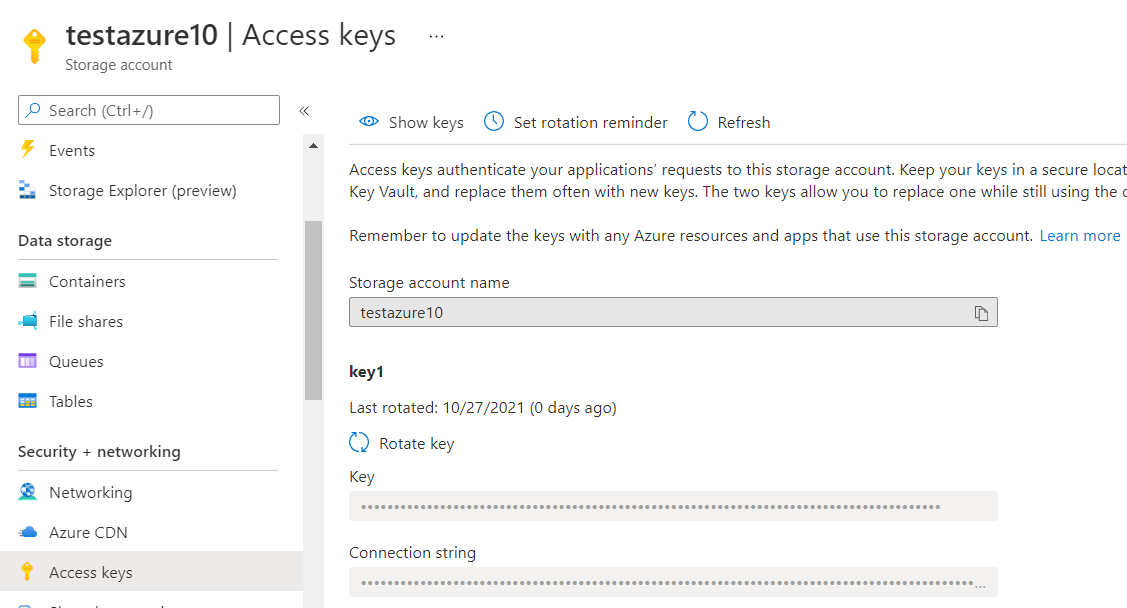 testazure10 | Access keys ...
Storage account
Search (Ctrl+/)
Events
Storage Explorer (preview)
Data storage
Containers
File shares
Queues
Tables
Security + networking
Networking
Azure CDN
Access keys
Show keys
Set rotation reminder
Refresh
Access keys authenticate your applications’ requests to this storage account. Keep your keys in a secure locat
Key Vault, and replace them often with new keys. The two keys allow you to replace one while still using the
Remember to update the keys with any Azure resources and apps that use this storage account. Learn more
Storage account name
testazure10
key1
Last rotated: 10/27/2021 (0 days ago)
Rotate key
Key
Connection string